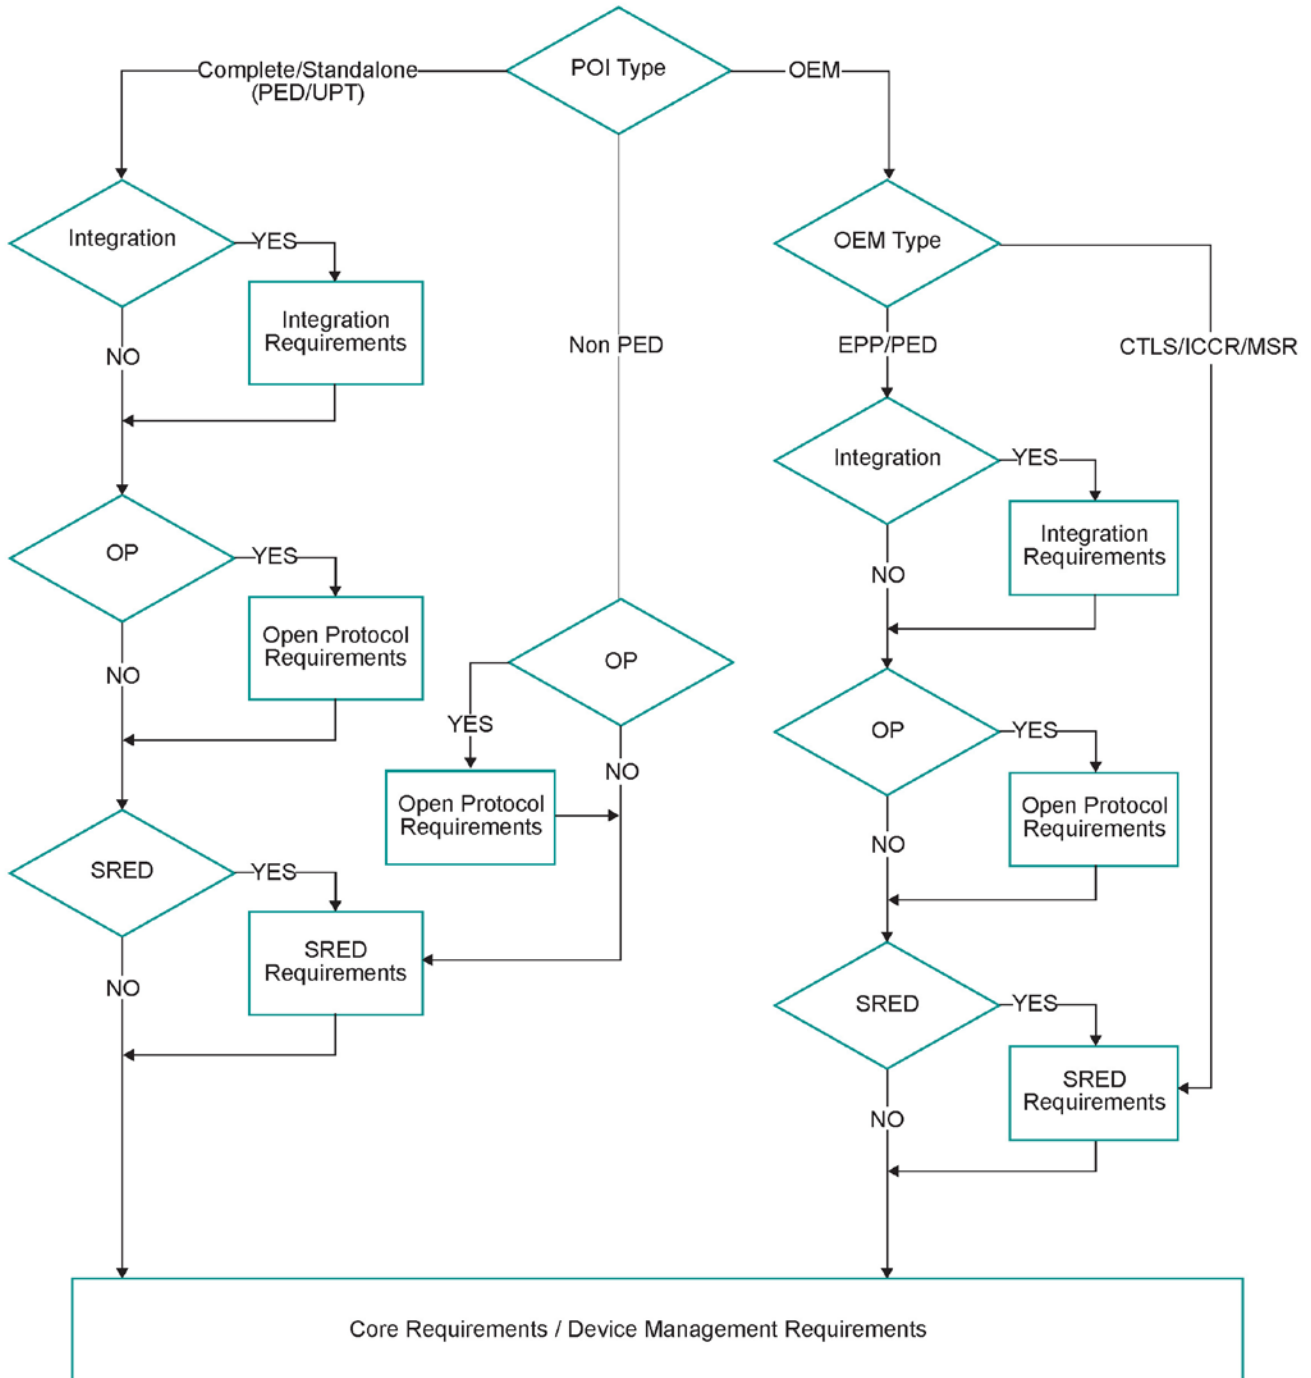 POI Type
Complete/Standalone
(PED/UPT)
OEM
Integration
YES
Integration
Requirements
NO
OEM Type
Non PED
EPP/PED
CTLS/ICCR/MSR
Integration
YES
Integration
Requirements
NO
OP
YES
Open Protocol
Requirements
NO
OP
YES
NO
Open Protocol
Requirements
OP
YES
Open Protocol
Requirements
NO
SRED
YES
SRED
Requirements
NO
SRED
YES
SRED
Requirements
NO
Core Requirements / Device Management Requirements